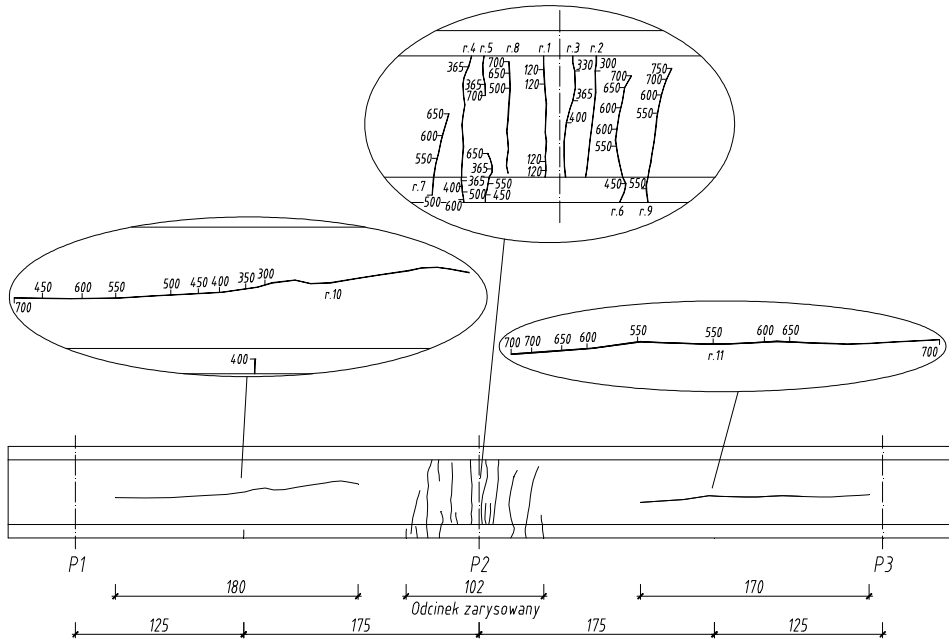 r.4 r.5 r.8 r.1 r.3 r.2
365 700 650 500 365 700 120 120 330 300 365 400 700 650 600 600 550 750 700 600 550
650 600 550 650 365 120 120
r.7 400 365 550 450 550
500 600 500 450 r.6 r.9
450 600 550 500 450 400 350 300
700 r.10
400
700 700 650 600 550 550 600 650
r.11 700
P1 P2 P3
180 102 170
Odcinek zarysowany
125 175 175 125